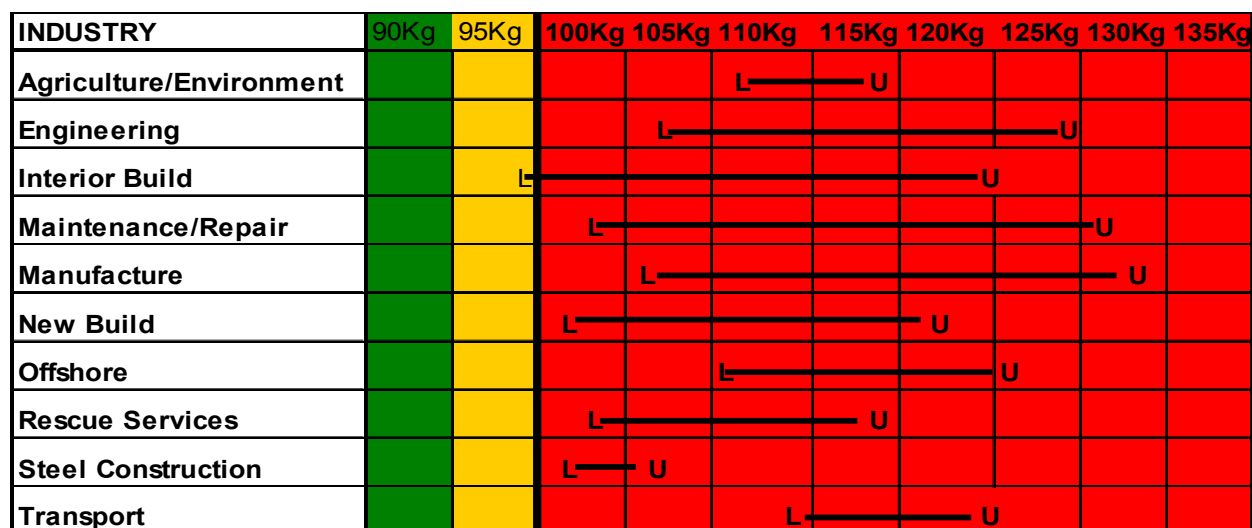 INDUSTRY 90Kg 95Kg 100Kg 105Kg 110Kg 115Kg 120Kg 125Kg 130Kg 135Kg
Agriculture/Environment L U
Engineering L U
Interior Build L U
Maintenance/Repair L U
Manufacture L U
New Build L U
Offshore L U
Rescue Services L U
Steel Construction L U
Transport L U